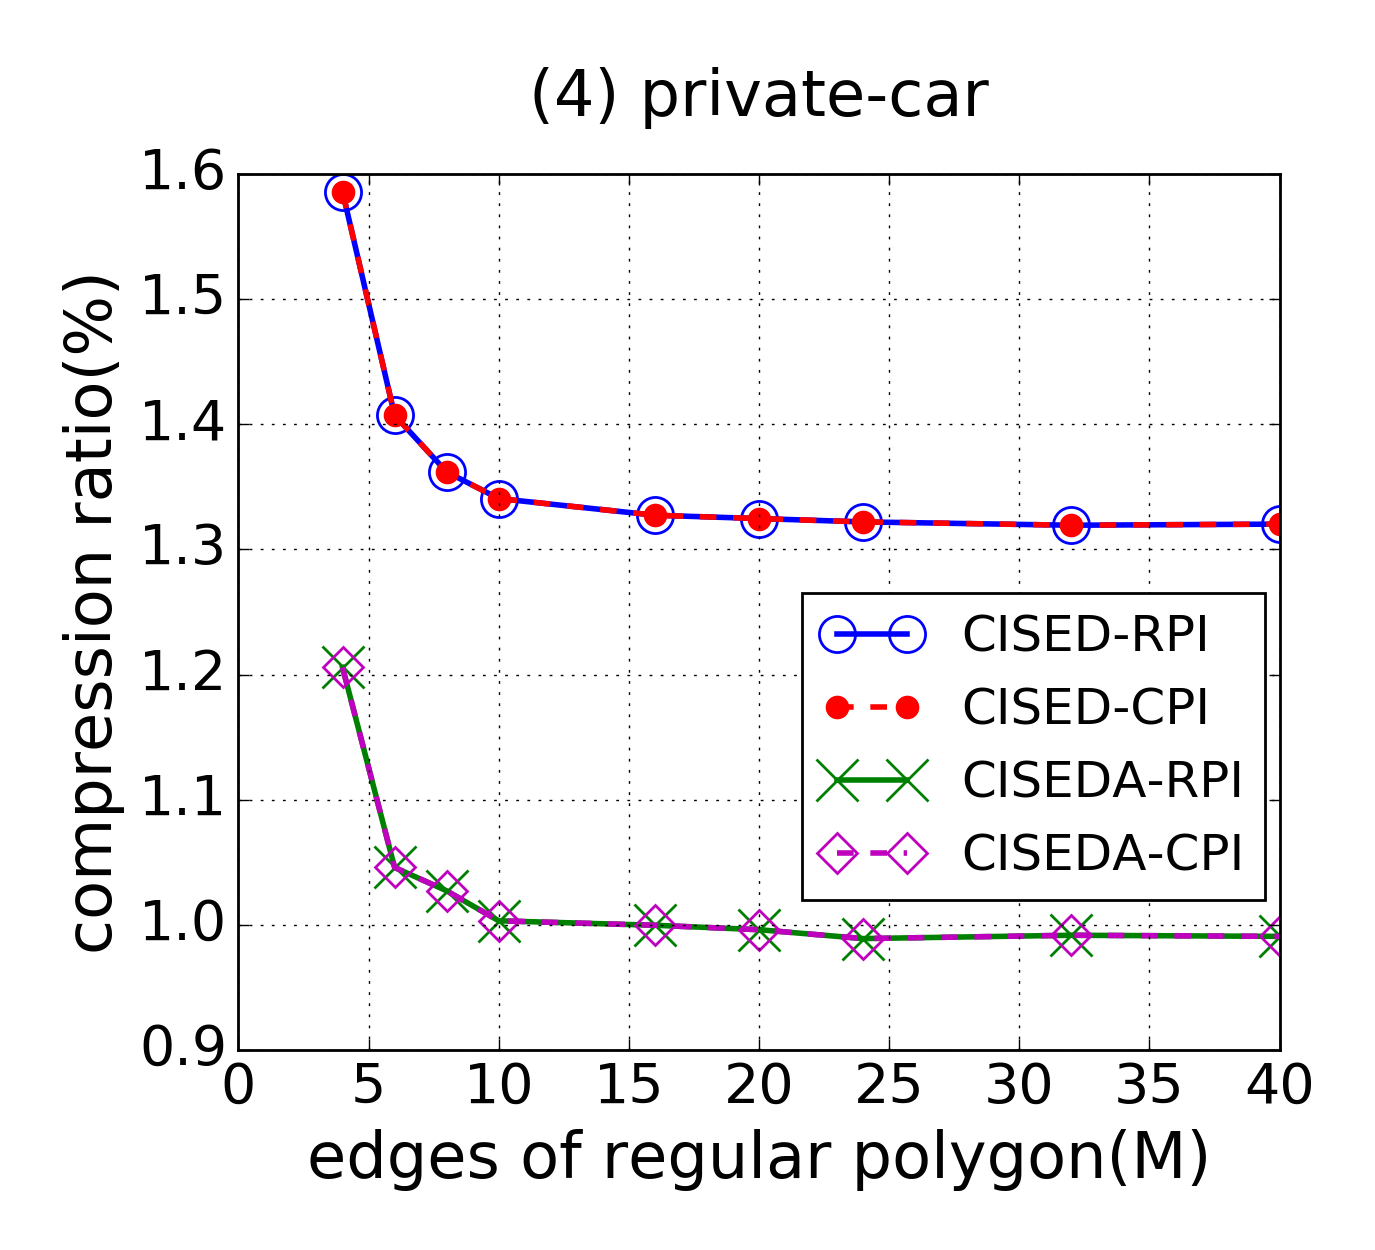 (4) private-car
compression ratio(%)
1.6
1.5
1.4
1.3
1.2
1.1
1.0
0.9
CISED-RPI
CISED-CPI
CISEDA-RPI
CISEDA-CPI
0 5 10 15 20 25 30 35 40
edges of regular polygon(M)